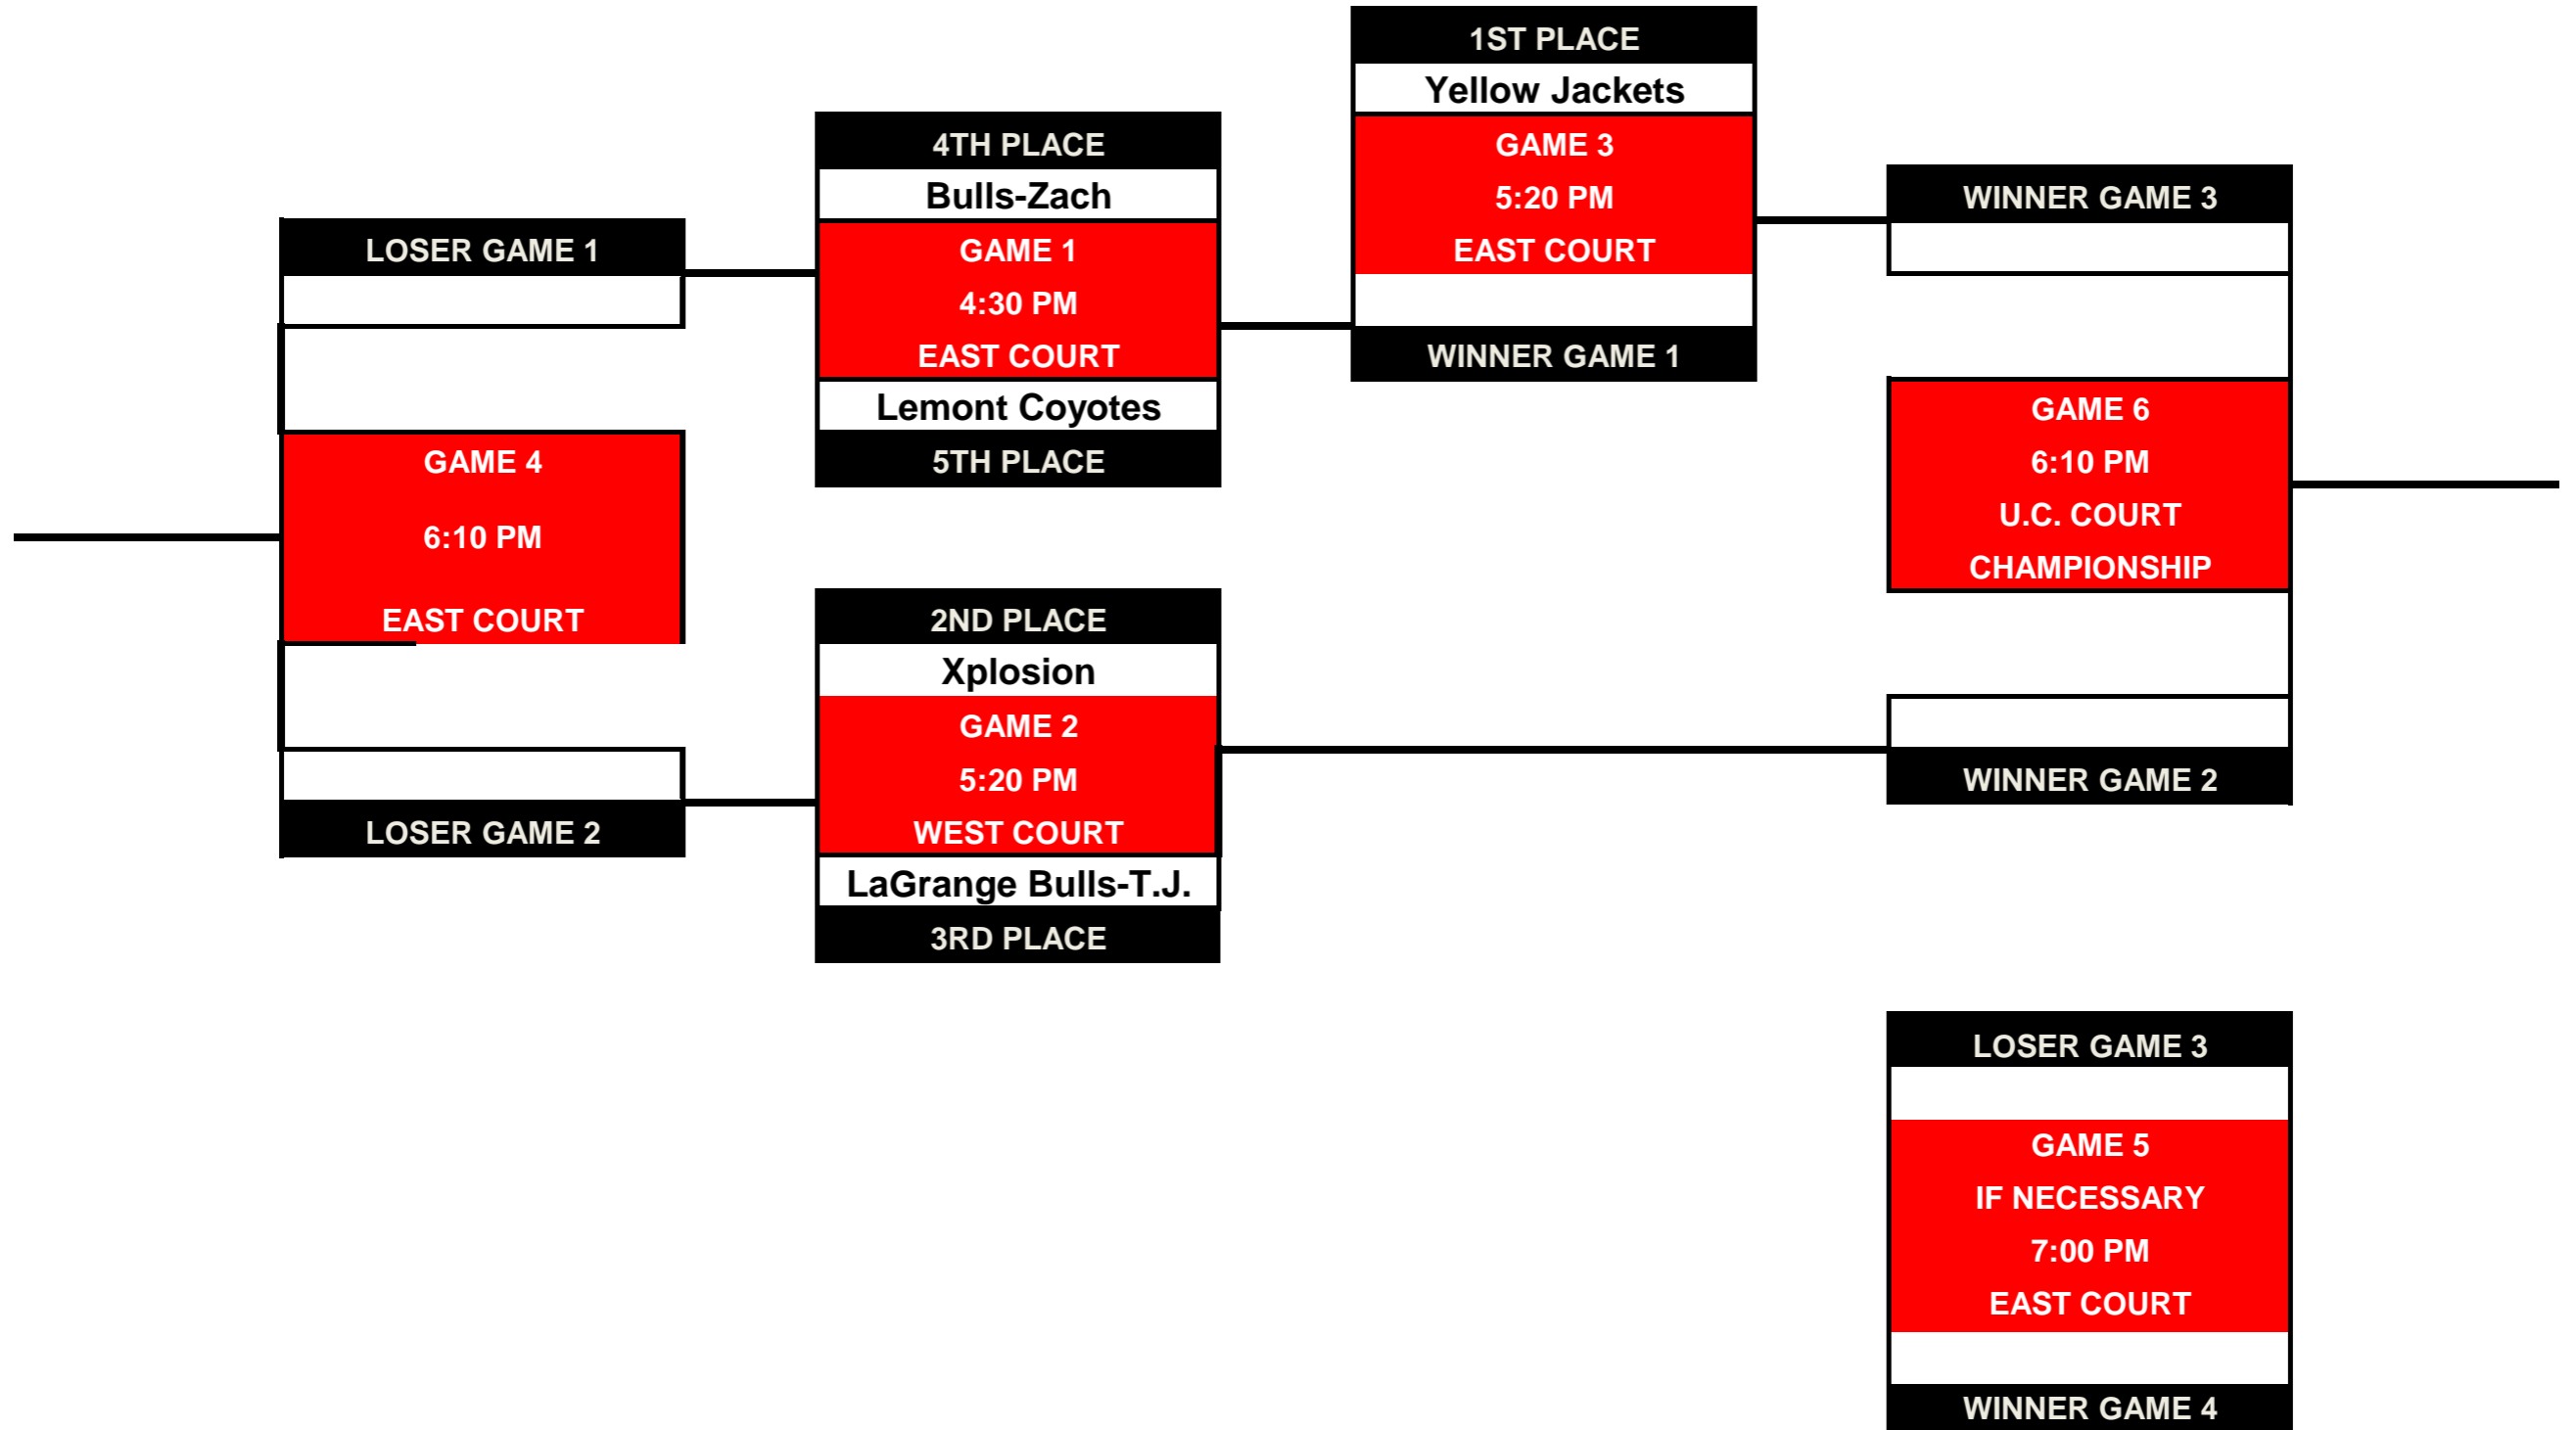 1ST PLACE
Yellow Jackets
GAME 3
5:20 PM
EAST COURT
WINNER GAME 1
4TH PLACE
Bulls-Zach
GAME 1
4:30 PM
EAST COURT
Lemont Coyotes
5TH PLACE
WINNER GAME 3
GAME 6
6:10 PM
U.C. COURT
CHAMPIONSHIP
WINNER GAME 2
LOSER GAME 1
GAME 4
6:10 PM
EAST COURT
LOSER GAME 2
2ND PLACE
Xplosion
GAME 2
5:20 PM
WEST COURT
LaGrange Bulls-T.J.
3RD PLACE
LOSER GAME 3
GAME 5
IF NECESSARY
7:00 PM
EAST COURT
WINNER GAME 4